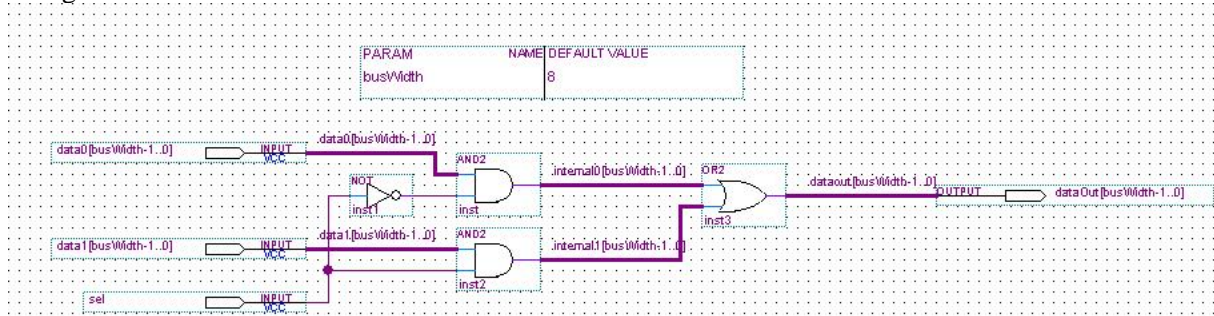 PARAM NAME DEFAULT VALUE
busWidth 8
data0[busWidth-1..0] INPUT VCC data0[busWidth-1..0]
AND2
inst
NOT
inst1
.internal0[busWidth-1..0]
OR2
inst3
.dataout[busWidth-1..0]
OUTPUT dataOut[busWidth-1..0]
data1[busWidth-1..0] INPUT VCC .data1[busWidth-1..0]
AND2
inst2
.internal1[busWidth-1..0]
sel INPUT VCC